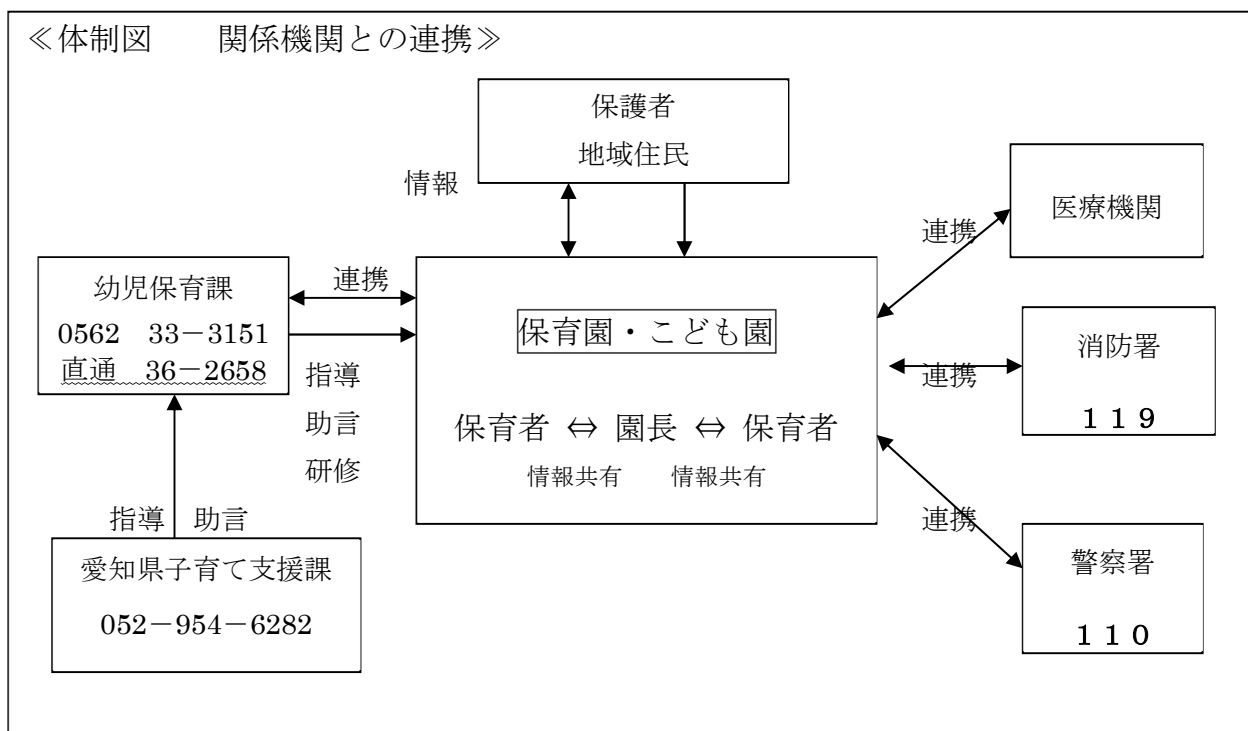 ≪体制図　　関係機関との連携≫
保護者
地域住民
情報
医療機関
連携
幼児保育課
0562　33－3151
直通　36－2658
連携
指導
助言
研修
保育園・こども園
保育者 ⇔ 園長 ⇔ 保育者
情報共有　　情報共有
消防署
１１９
連携
指導　助言
愛知県子育て支援課
052－954－6282
連携
警察署
１１０